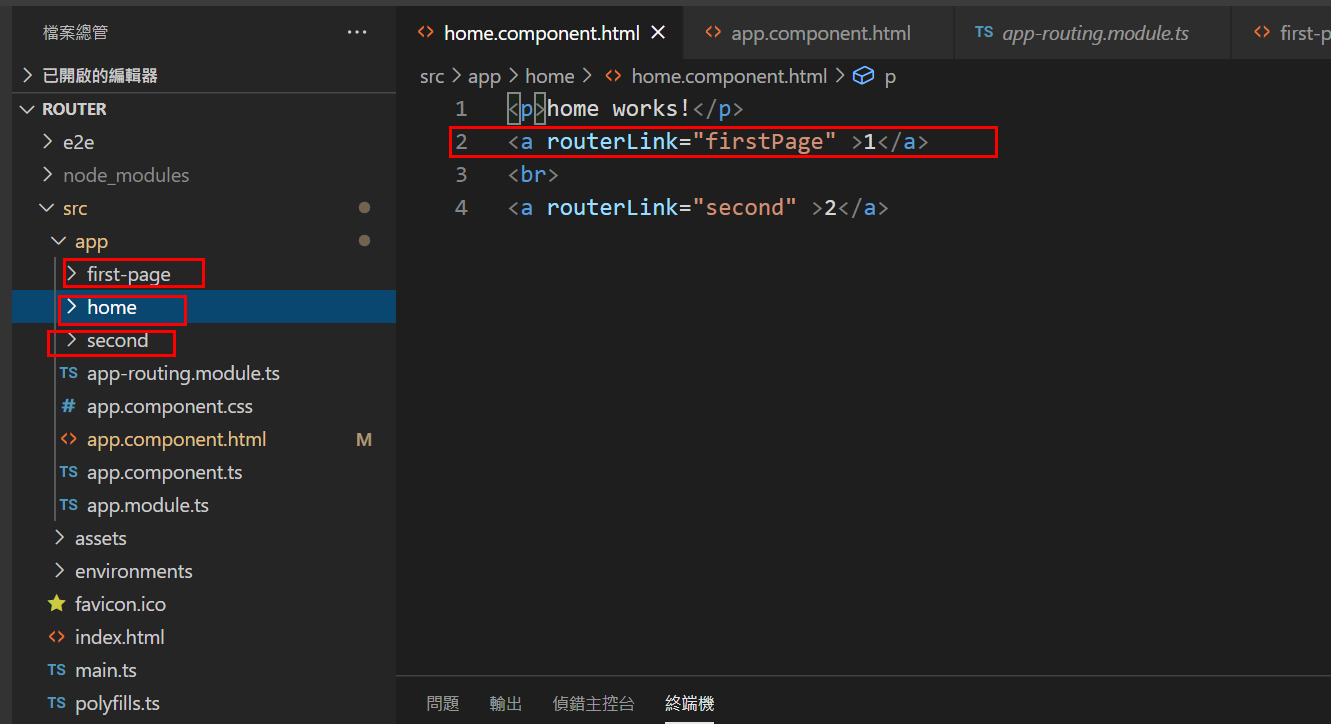 檔案總管 ···
已開啟的編輯器
ROUTER
e2e
node_modules
src
app
first-page
home
second
TS app-routing.module.ts
# app.component.css
<> app.component.html M
TS app.component.ts
TS app.module.ts
assets
environments
favicon.ico
<> index.html
TS main.ts
TS polyfills.ts
<> home.component.html × <> app.component.html TS app-routing.module.ts <> first-p
src > app > home > <> home.component.html > p
1 <p>home works!</p>
2 <a routerLink="firstPage" >1</a>
3 <br>
4 <a routerLink="second" >2</a>
問題 輸出 偵錯主控台 終端機